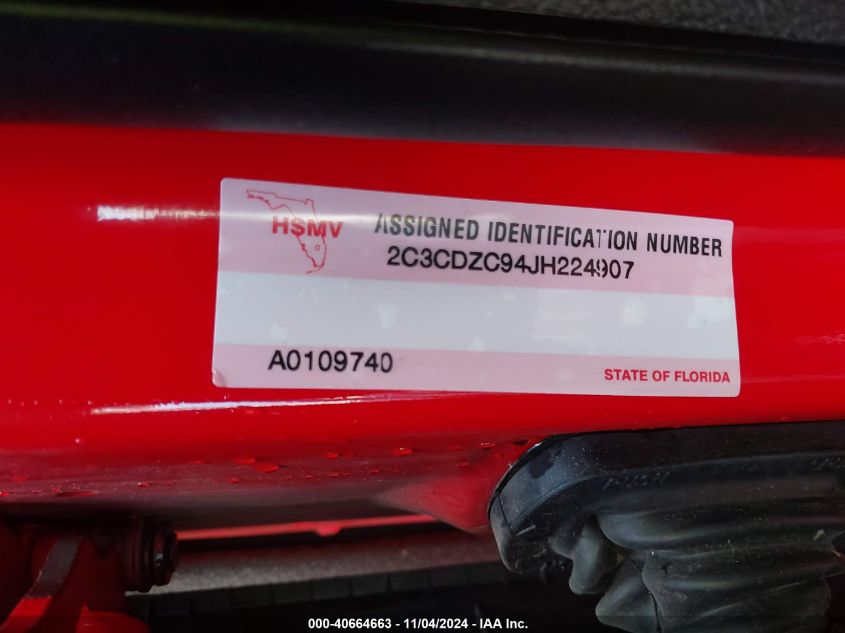 HSMV
ASSIGNED IDENTIFICATION NUMBER
2C3CDZC94JH224907
A0109740
STATE OF FLORIDA
000-40664663 - 11/04/2024 - IAA Inc.